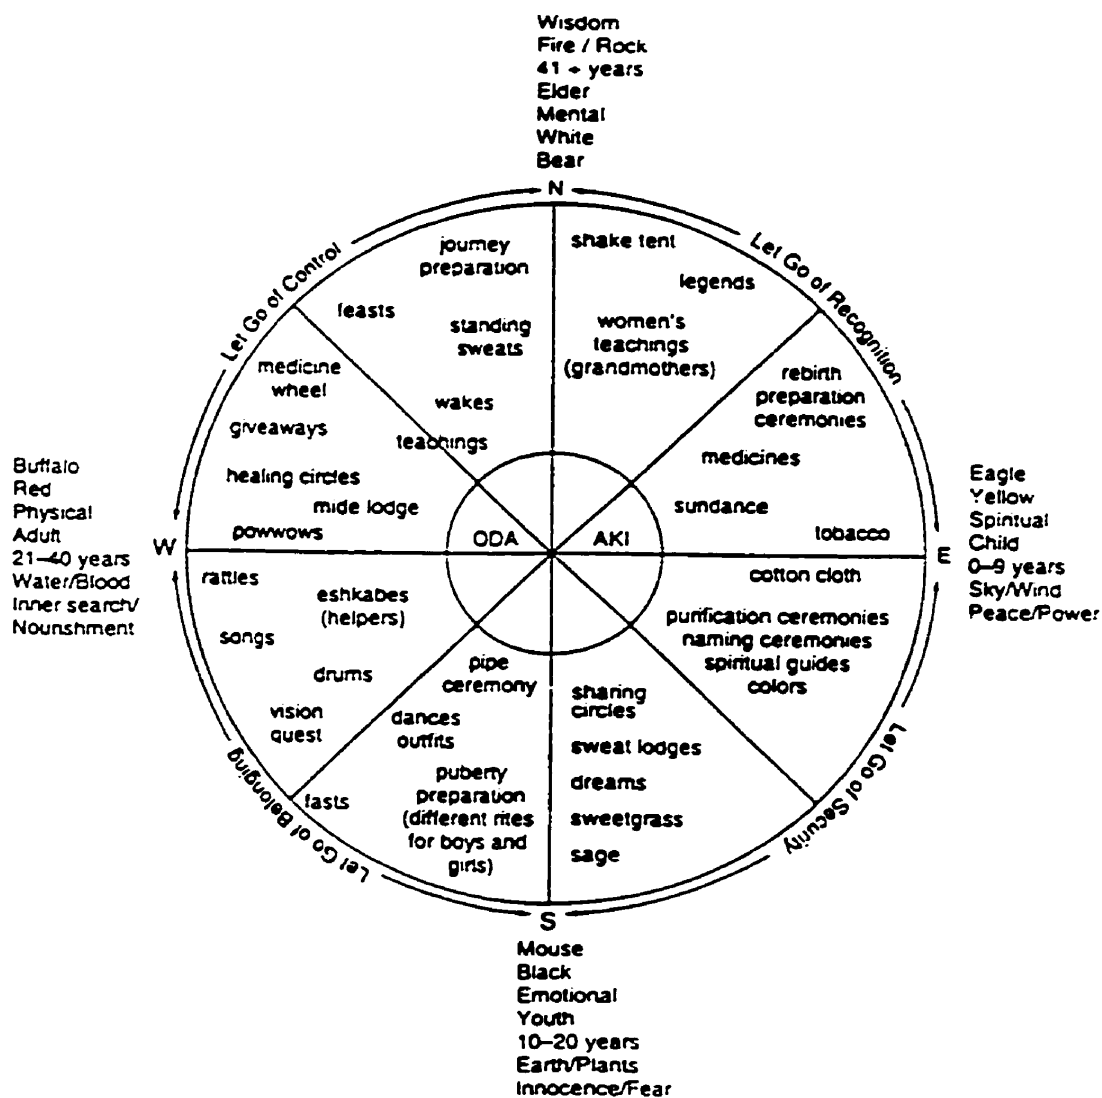 Wisdom
Fire / Rock
41 + years
Elder
Mental
White
Bear
N
Let Go of Control
Let Go of Recognition
journey
preparation
feasts
standing
sweats
wakes
teachings
shake tent
legends
women's
teachings
(grandmothers)
medicine
wheel
giveaways
healing circles
mide lodge
powwows
rebirth
preparation
ceremonies
medicines
sundance
tobacco
Buffalo
Red
Physical
Adult
21–40 years
Water/Blood
Inner search/
Nourishment
W
ODA
AKI
E
Eagle
Yellow
Spiritual
Child
0–9 years
Sky/Wind
Peace/Power
rattles
eshkabes
(helpers)
songs
drums
vision
quest
cotton cloth
purification ceremonies
naming ceremonies
spiritual guides
colors
pipe
ceremony
dances
outfits
puberty
preparation
(different rites
for boys and
girls)
fasts
sharing
circles
sweat lodges
dreams
sweetgrass
sage
Let Go of Belonging
Let Go of Security
S
Mouse
Black
Emotional
Youth
10–20 years
Earth/Plants
Innocence/Fear